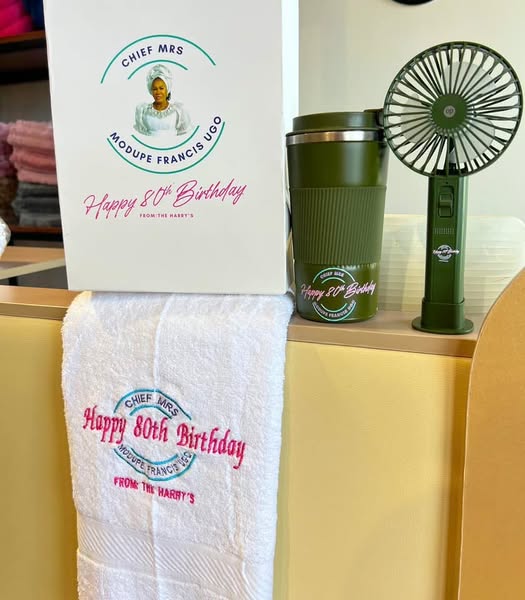 CHIEF MRS
MODUPE FRANCIS UGO
Happy 80th Birthday
FROM: THE HARRY'S
CHIEF MRS
Happy 80th Birthday
MODUPE FRANCIS UGO
CHIEF MRS
Happy 80th Birthday
MODUPE FRANCIS UGO
FROM: THE HARRY'S